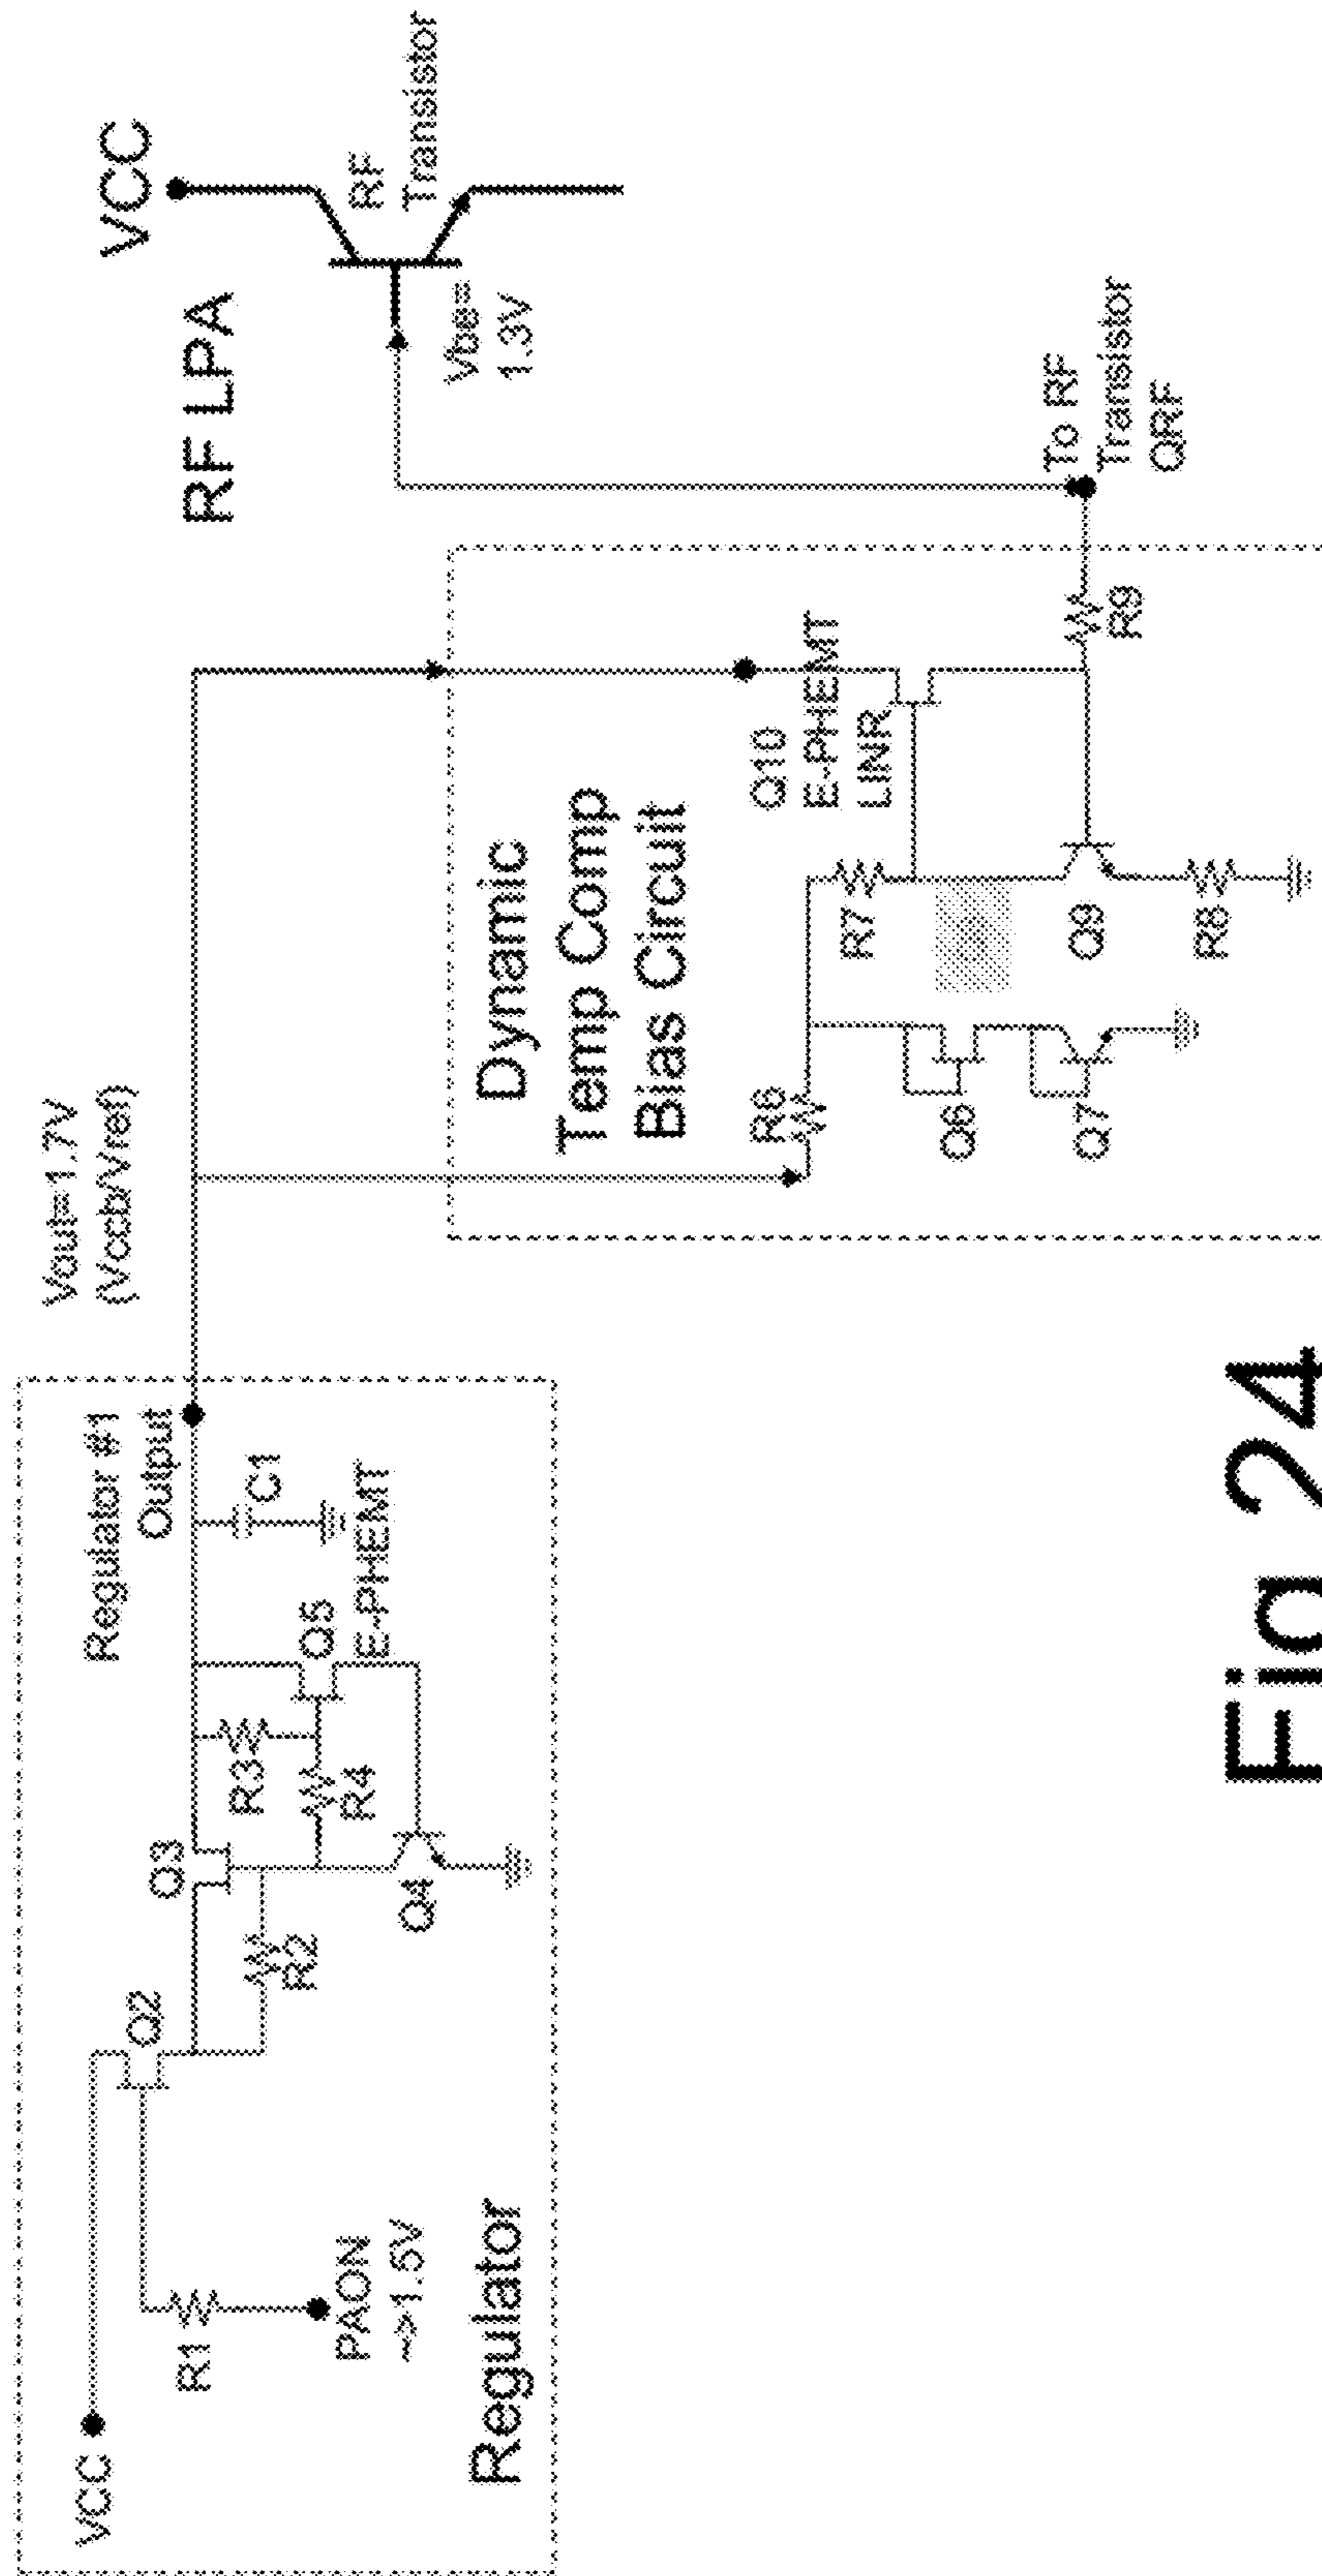 VCC
R1
PAON
->1.5V
Regulator
Q2
R2
Q3
Q4
R3
R4
Q5
E-PHEMT
C1
Regulator #1
Output
Vout=1.7V
(Vccb/Vref)
Dynamic
Temp Comp
Bias Circuit
R6
Q6
Q7
R7
Q9
R8
Q10
E-PHEMT
LINR
R9
To RF
Transistor
QRF
RF LPA
VCC
RF
Transistor
Vbe=
1.3V
Fig 24